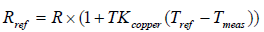 R_ref = R × (1 + TK_copper (T_ref − T_meas))